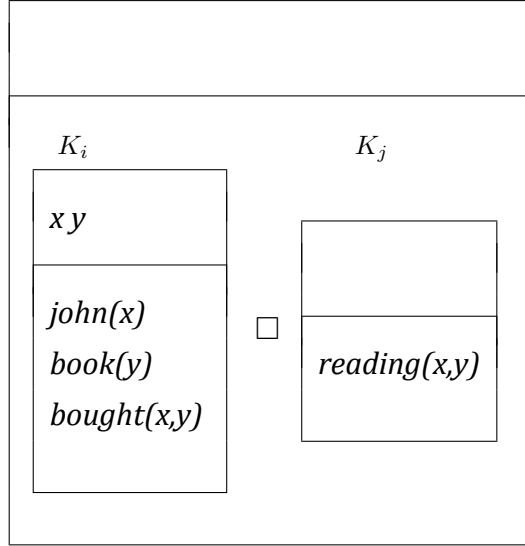 K_i K_j
x y
john(x)
book(y)
□
bought(x,y)
reading(x,y)